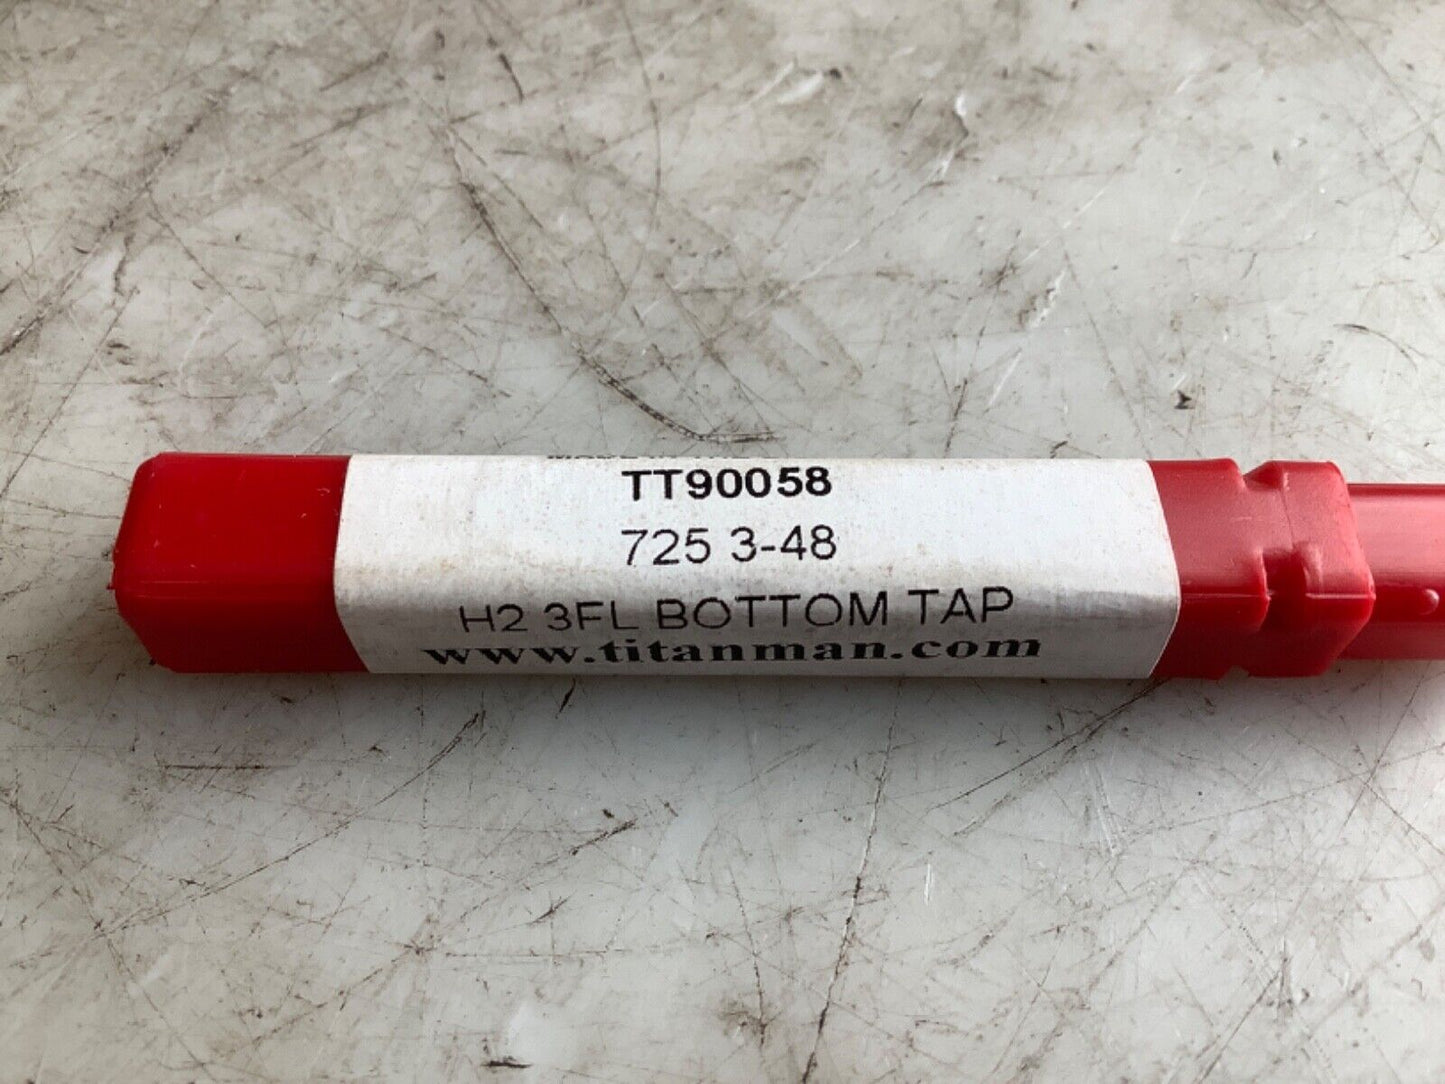 TT90058
725 3-48
H2 3FL BOTTOM TAP
www.titanman.com